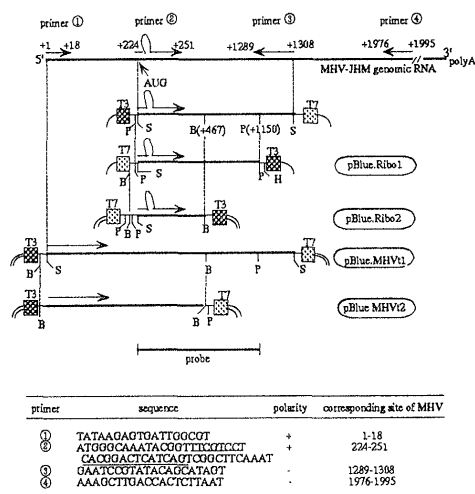 primer ①
primer ②
primer ③
primer ④
+1 +18
+224 +251
+1289 +1308
+1976 +1995
5'
3'
polyA
MHV-JHM genomic RNA
AUG
T3
T7
P S B(+467) P(+1150) S
T7
T3
B P P H
pBlue.Ribo1
T7
T3
P B P S B
pBlue.Ribo2
T3
T7
B S B P S
pBlue.MHVt1
T3
T7
B B P
pBlue MHVt2
probe
primer sequence polarity corresponding site of MHV
① TATAAGAGTGATTGGCGT + 1-18
② ATGGGCAAATACGGTTTCGTCCT + 224-251
CACGGACTCATCAGTCGGCTTCAAAT
③ GAATCCGTATACAGCATAGT - 1289-1308
④ AAAGCTTGACCACTCTTAAT - 1976-1995